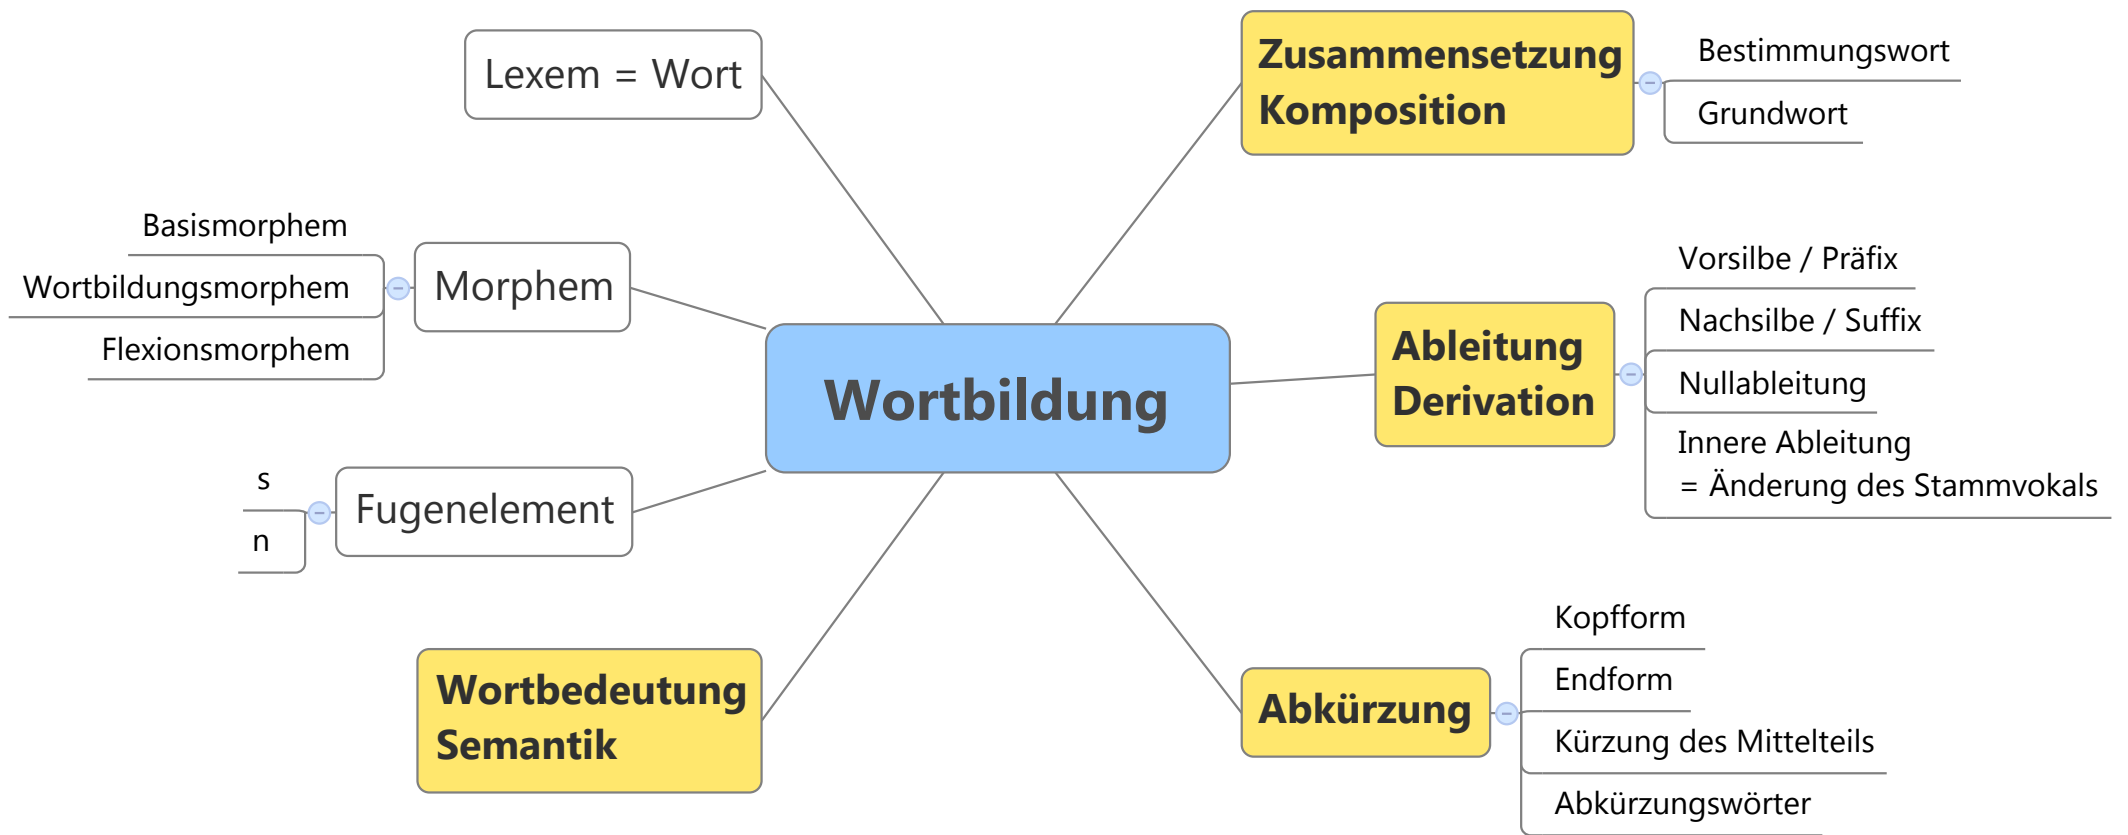 Wortbildung
Lexem = Wort
Morphem
Basismorphem
Wortbildungsmorphem
Flexionsmorphem
Fugenelement
s
n
Wortbedeutung
Semantik
Zusammensetzung
Komposition
Bestimmungswort
Grundwort
Ableitung
Derivation
Vorsilbe / Präfix
Nachsilbe / Suffix
Nullableitung
Innere Ableitung
= Änderung des Stammvokals
Abkürzung
Kopfform
Endform
Kürzung des Mittelteils
Abkürzungswörter